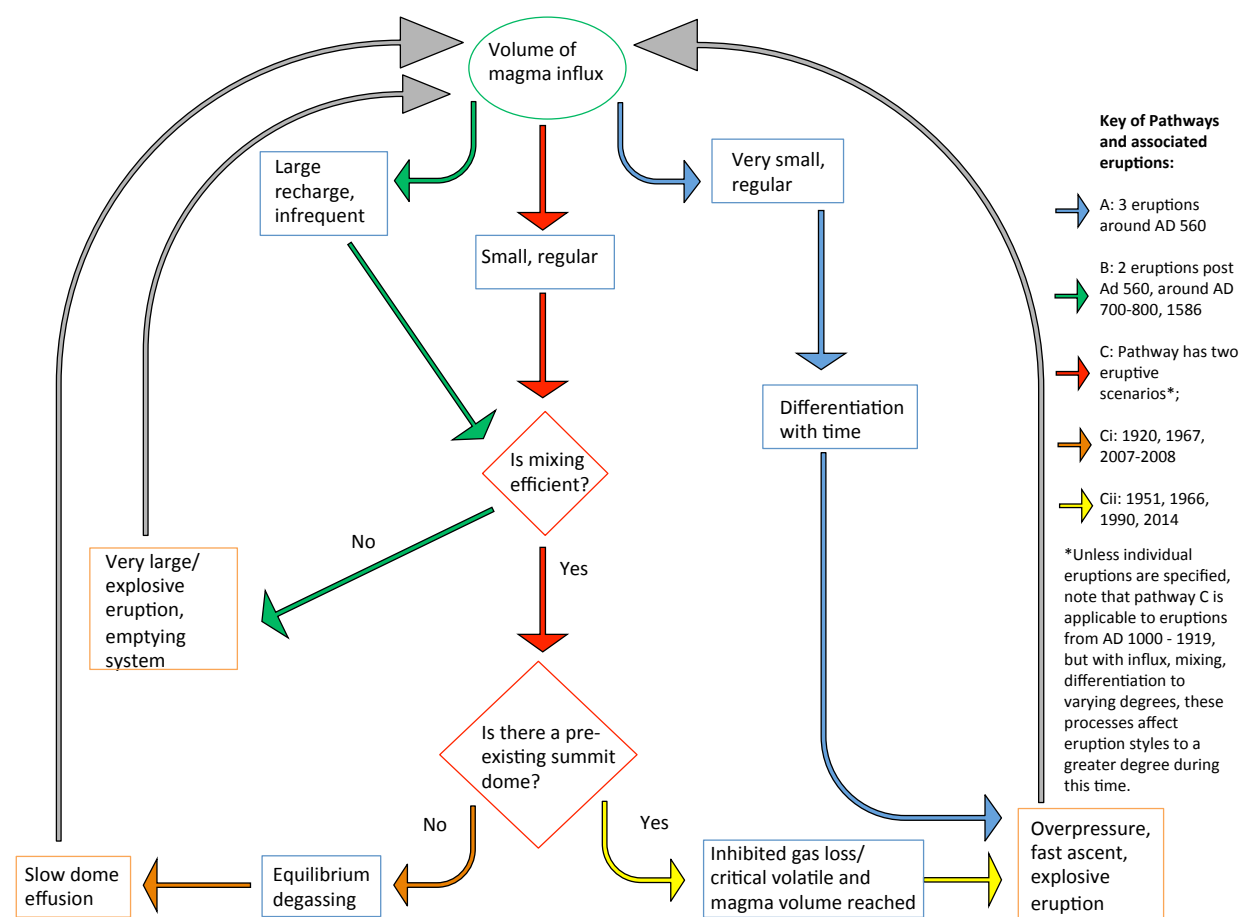 Volume of
magma influx
Large
recharge,
infrequent
Very small,
regular
Small, regular
Differentiation
with time
Is mixing
efficient?
No
Yes
Very large/
explosive
eruption,
emptying
system
Is there a pre-
existing summit
dome?
No
Yes
Slow dome
effusion
Equilibrium
degassing
Inhibited gas loss/
critical volatile and
magma volume reached
Overpressure,
fast ascent,
explosive
eruption
Key of Pathways
and associated
eruptions:
A: 3 eruptions
around AD 560
B: 2 eruptions post
Ad 560, around AD
700-800, 1586
C: Pathway has two
eruptive
scenarios*;
Ci: 1920, 1967,
2007-2008
Cii: 1951, 1966,
1990, 2014
*Unless individual
eruptions are specified,
note that pathway C is
applicable to eruptions
from AD 1000 - 1919,
but with influx, mixing,
differentiation to
varying degrees, these
processes affect
eruption styles to a
greater degree during
this time.